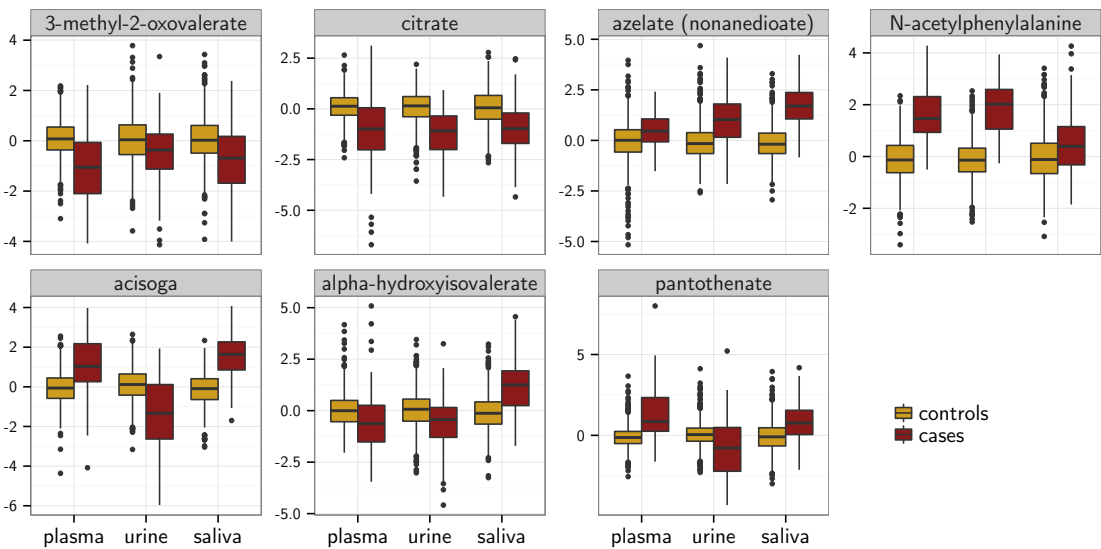 3-methyl-2-oxovalerate
citrate
azelate (nonanedioate)
N-acetylphenylalanine
4
2
0
-2
-4
2.5
0.0
-2.5
-5.0
5.0
2.5
0.0
-2.5
-5.0
4
2
0
-2
acisoga
alpha-hydroxyisovalerate
pantothenate
4
2
0
-2
-4
-6
5.0
2.5
0.0
-2.5
-5.0
5
0
controls
cases
plasma urine saliva
plasma urine saliva
plasma urine saliva